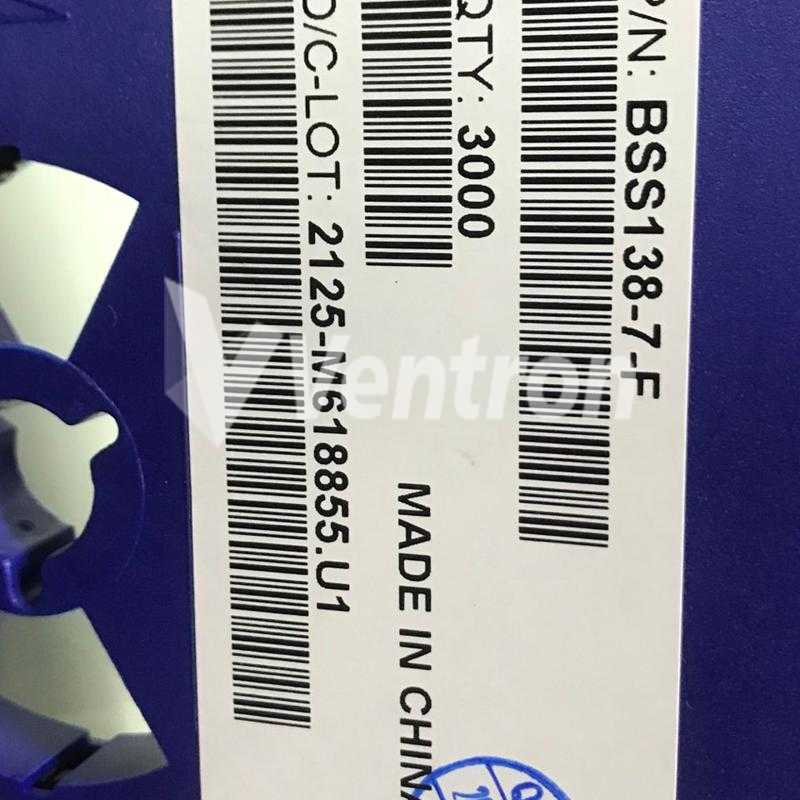 P/N: BSS138-7-F
QTY: 3000
D/C-LOT: 2125-M618855.U1
MADE IN CHINA
Ventron